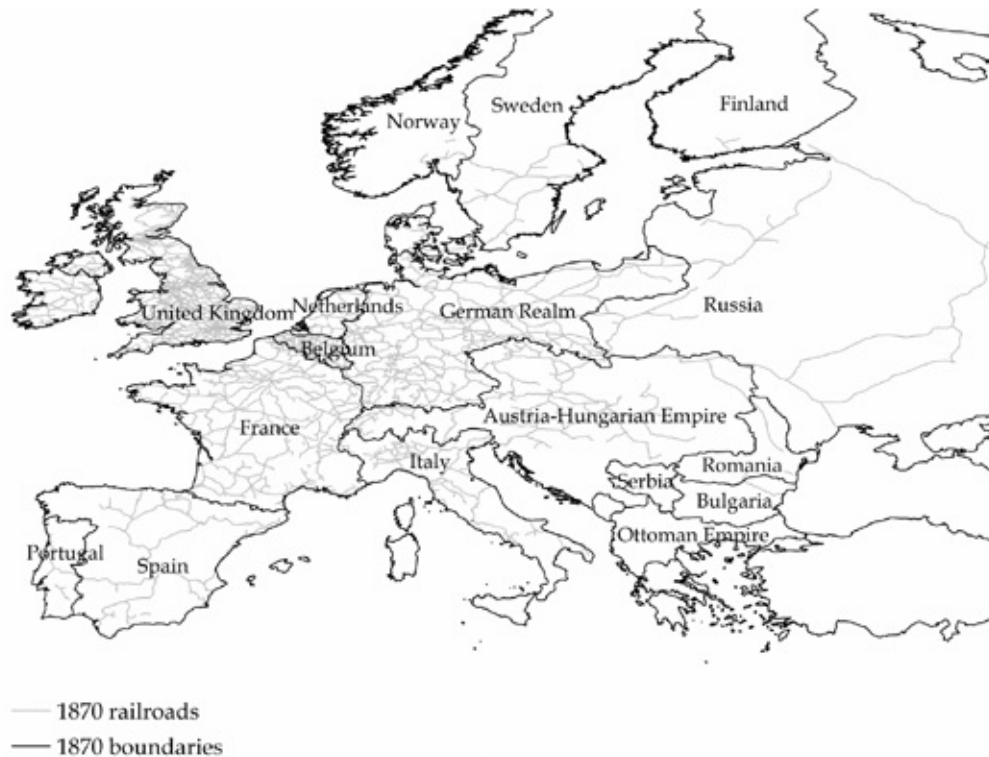 Sweden
Finland
Norway
United Kingdom
Netherlands
German Realm
Russia
Belgium
Austria-Hungarian Empire
France
Italy
Romania
Serbia
Bulgaria
Ottoman Empire
Portugal
Spain
1870 railroads
1870 boundaries